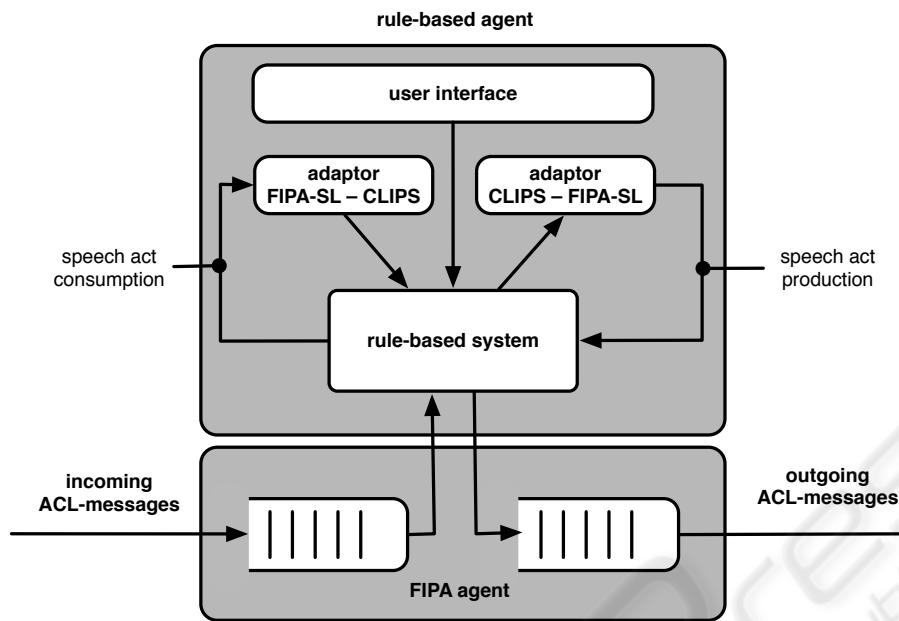 rule-based agent
user interface
adaptor
FIPA-SL – CLIPS
adaptor
CLIPS – FIPA-SL
speech act
consumption
speech act
production
rule-based system
incoming
ACL-messages
outgoing
ACL-messages
FIPA agent